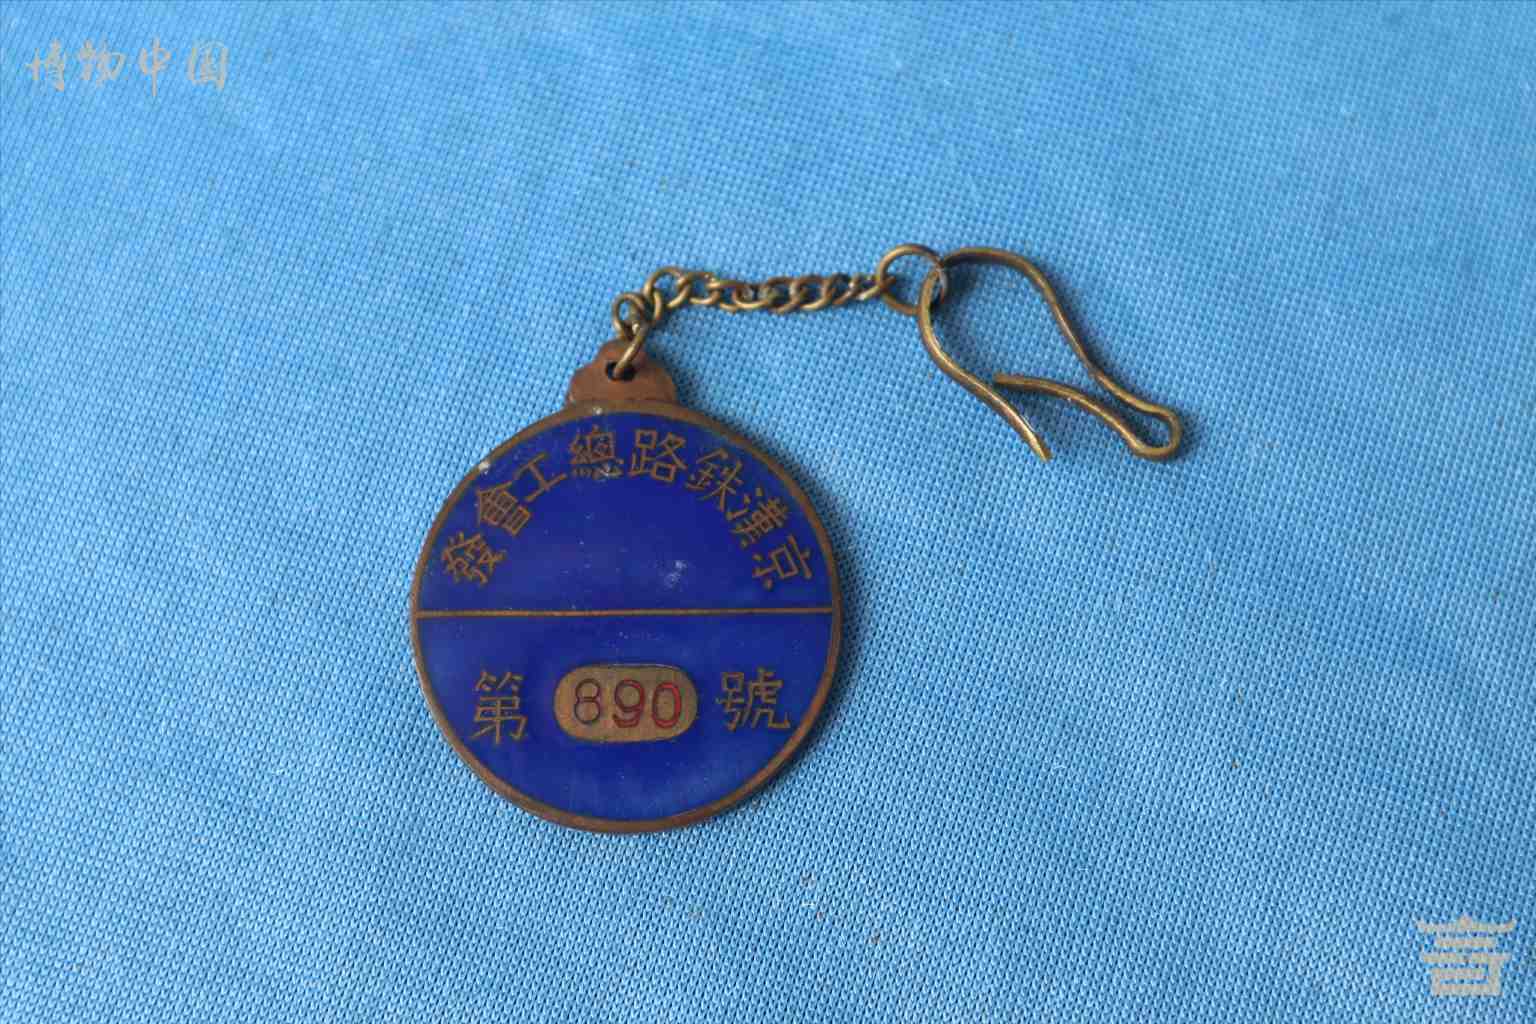 博物中国
京漢鉄路總工會發
第 890 號